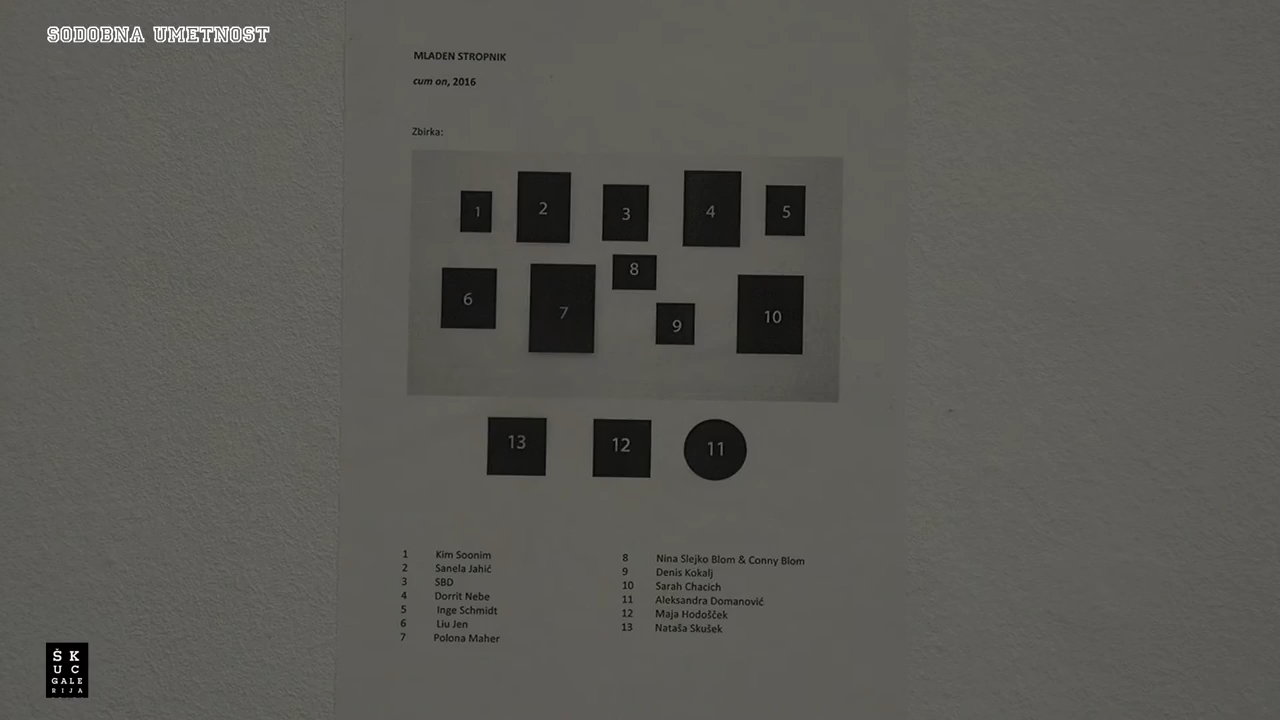 SODOBNA UMETNOST
MLADEN STROPNIK
cum on, 2016
Zbirka:
1 2 3 4 5
8
6 7 9 10
13 12 11
1 Kim Soonim
2 Sanela Jahić
3 SBD
4 Dorrit Nebe
5 Inge Schmidt
6 Liu Jen
7 Polona Maher
8 Nina Slejko Blom & Conny Blom
9 Denis Kokalj
10 Sarah Chacich
11 Aleksandra Domanović
12 Maja Hodošček
13 Nataša Skušek
ŠK
UC
GALE
RIJA